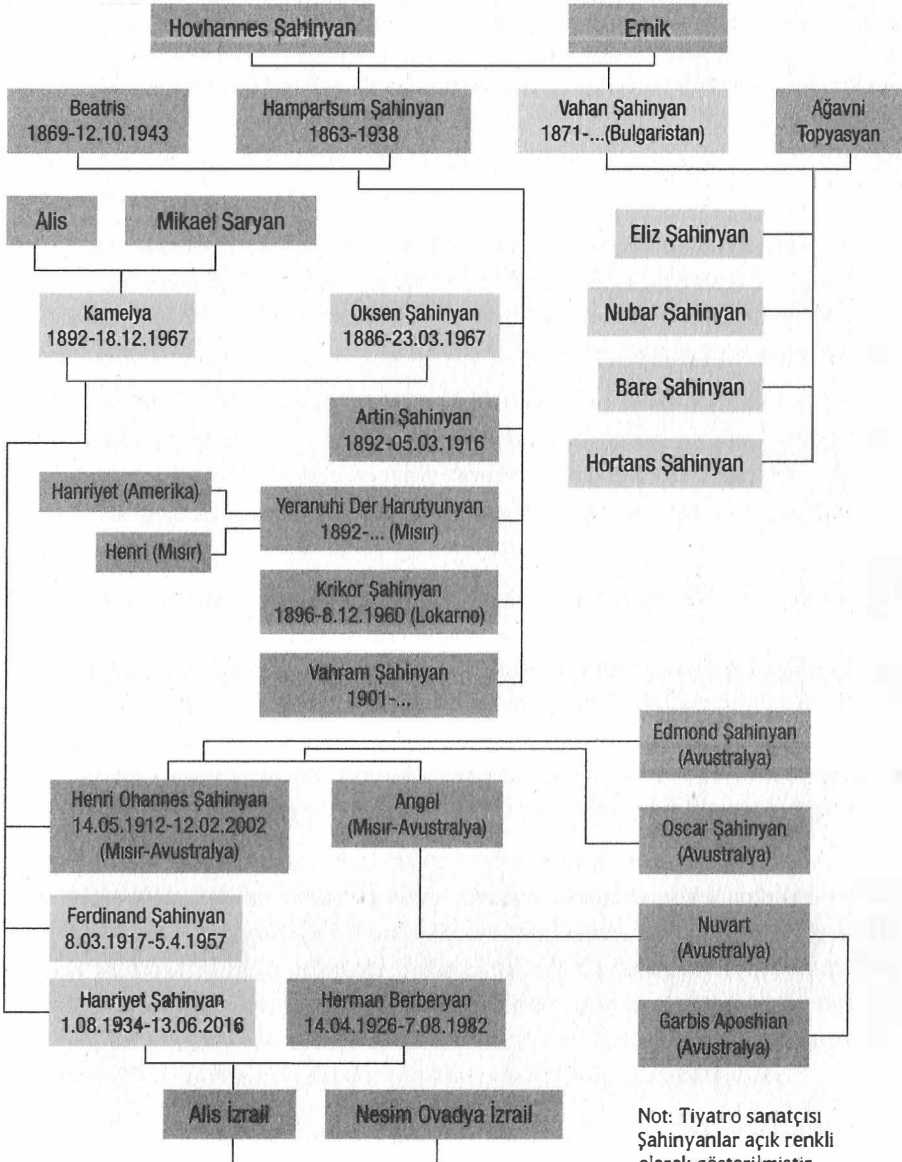 Hovhannes Şahinyan
Ernik
Beatris
1869-12.10.1943
Hampartsum Şahinyan
1863-1938
Vahan Şahinyan
1871-...(Bulgaristan)
Ağavni
Topyasyan
Alis
Mikael Saryan
Eliz Şahinyan
Nubar Şahinyan
Bare Şahinyan
Hortans Şahinyan
Kamelya
1892-18.12.1967
Oksen Şahinyan
1886-23.03.1967
Artin Şahinyan
1892-05.03.1916
Hanriyet (Amerika)
Henri (Mısır)
Yeranuhi Der Harutyunyan
1892-... (Mısır)
Krikor Şahinyan
1896-8.12.1960 (Lokarno)
Vahram Şahinyan
1901-...
Edmond Şahinyan
(Avustralya)
Henri Ohannes Şahinyan
14.05.1912-12.02.2002
(Mısır-Avustralya)
Angel
(Mısır-Avustralya)
Oscar Şahinyan
(Avustralya)
Ferdinand Şahinyan
8.03.1917-5.4.1957
Nuvart
(Avustralya)
Hanriyet Şahinyan
1.08.1934-13.06.2016
Herman Berberyan
14.04.1926-7.08.1982
Garbis Aposhian
(Avustralya)
Alis İzrail
Nesim Ovadya İzrail
Not: Tiyatro sanatçısı
Şahinyanlar açık renkli
olarak gösterilmiştir